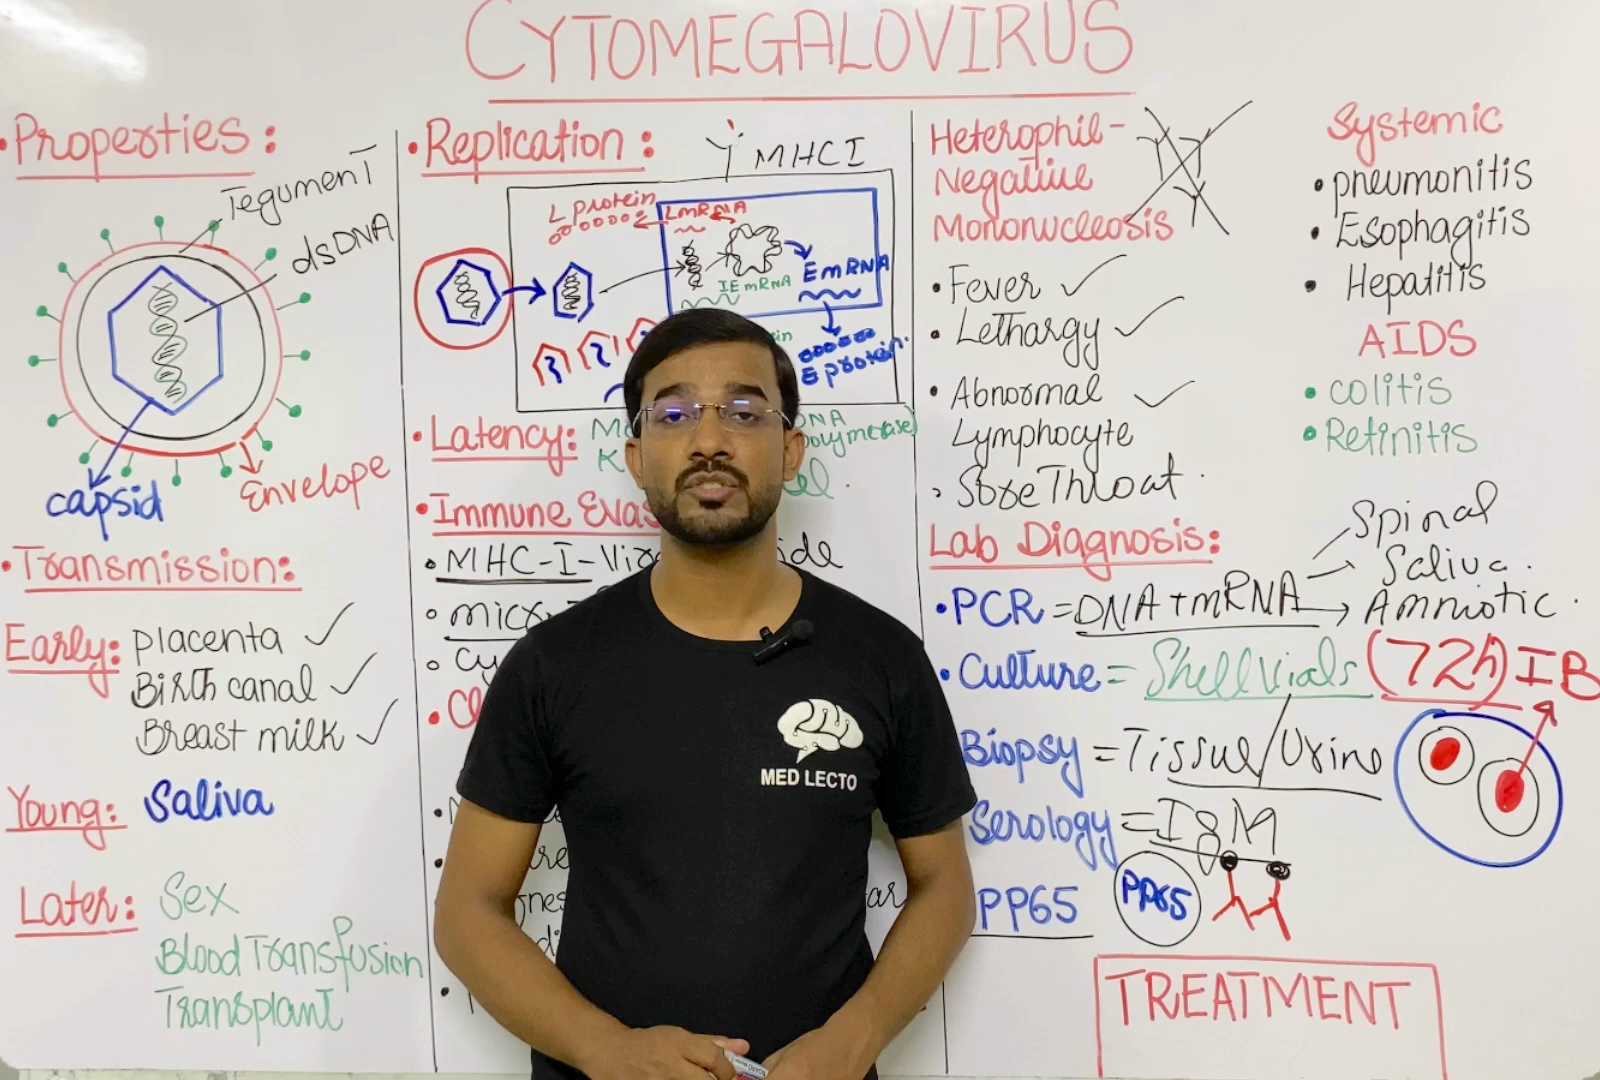 CYTOMEGALOVIRUS
• Properties:
Tegument
dsDNA
capsid
Envelope
• Transmission:
Early: placenta
Birth canal
Breast milk
Young: Saliva
Later: Sex
Blood Transfusion
Transplant
• Replication:
MHC I
L protein
LmRNA
IE mRNA
EmRNA
E protein.
• Latency:
DNA
polymerase)
• Immune
• MHC-I-
Heterophil-
Negative
Mononucleosis
• Fever
• Lethargy
• Abnormal
Lymphocyte
• Sore Throat.
Systemic
• pneumonitis
• Esophagitis
• Hepatitis
AIDS
• colitis
• Retinitis
Lab Diagnosis:
Spinal
Saliva.
• PCR = DNA + mRNA → Amniotic.
• Culture = Shell Vials (72h) IB
Biopsy = Tissue/Urine
Serology = IgM
PP65 PP65
TREATMENT
MED LECTO